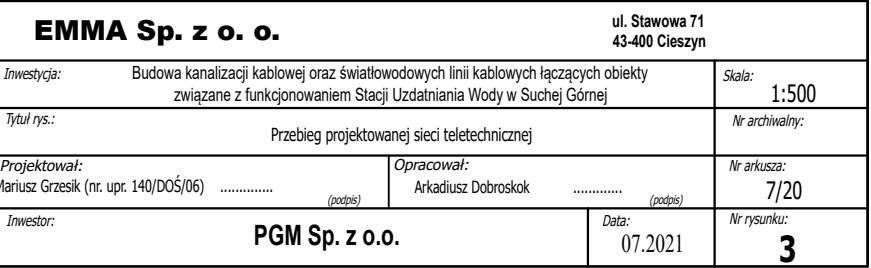 EMMA Sp. z o. o.
ul. Stawowa 71
43-400 Cieszyn
Inwestycja:
Budowa kanalizacji kablowej oraz światłowodowych linii kablowych łączących obiekty
związane z funkcjonowaniem Stacji Uzdatniania Wody w Suchej Górnej
Skala:
1:500
Tytuł rys.:
Przebieg projektowanej sieci teletechnicznej
Nr archiwalny:
Projektował:
Mariusz Grzesik (nr. upr. 140/DOŚ/06) ..............
(podpis)
Opracował:
Arkadiusz Dobroskok .............
(podpis)
Nr arkusza:
7/20
Inwestor:
PGM Sp. z o.o.
Data:
07.2021
Nr rysunku:
3